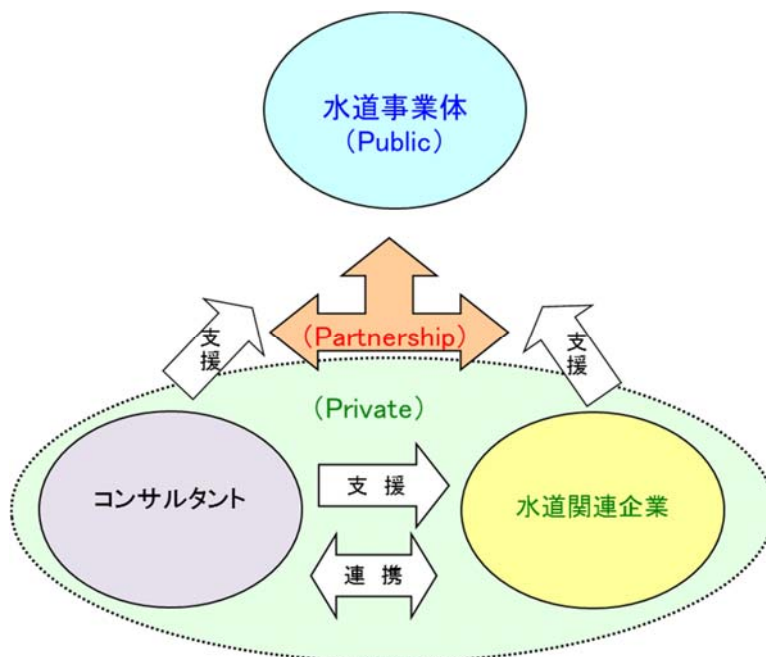 水道事業体
（Public）
（Partnership）
支援
支援
（Private）
コンサルタント
支 援
水道関連企業
連 携